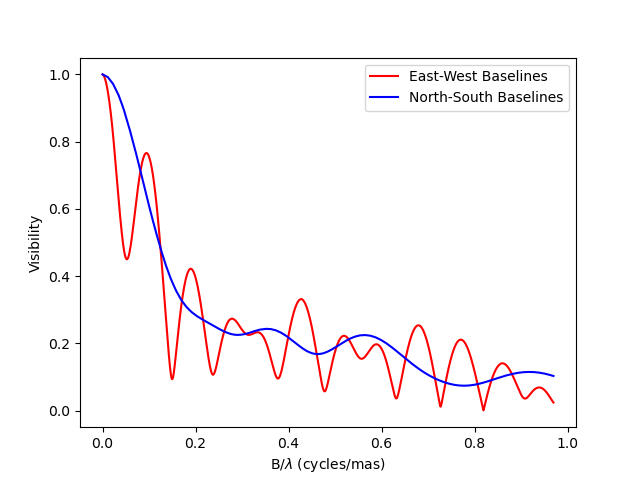 East-West Baselines
North-South Baselines
Visibility
1.0
0.8
0.6
0.4
0.2
0.0
0.0 0.2 0.4 0.6 0.8 1.0
B/λ (cycles/mas)